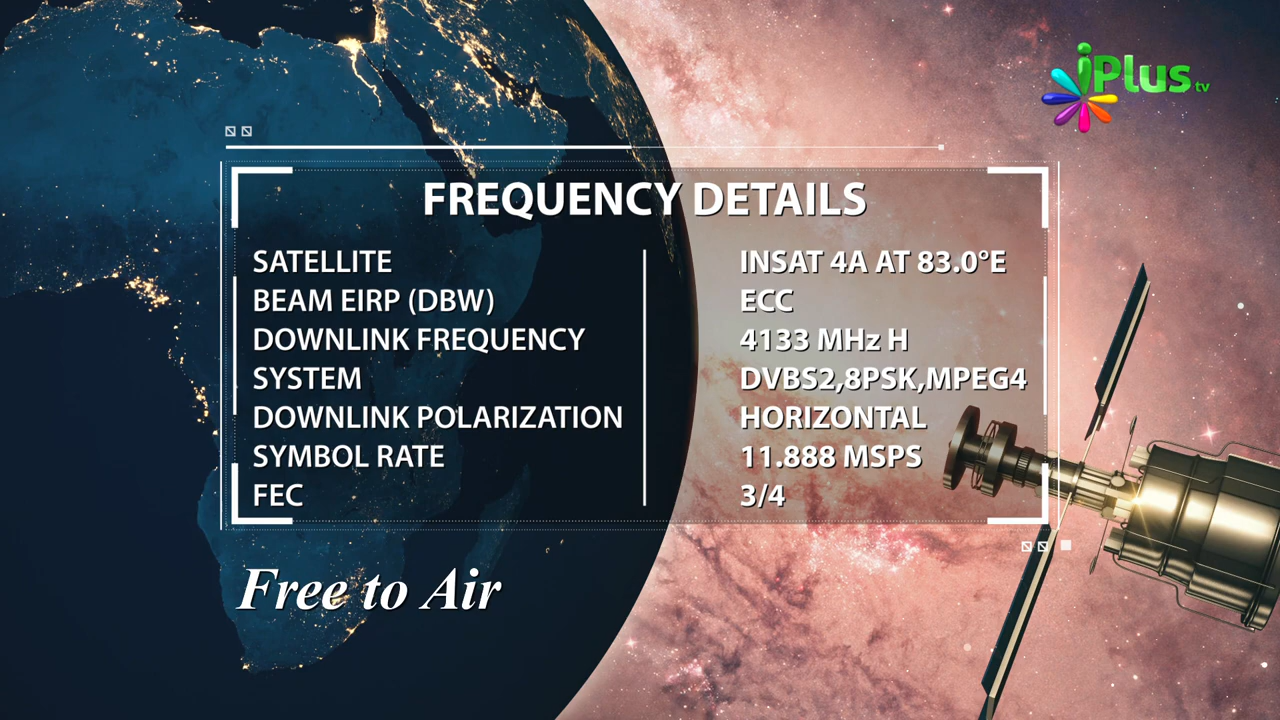 iPlus tv
FREQUENCY DETAILS
SATELLITE INSAT 4A AT 83.0°E
BEAM EIRP (DBW) ECC
DOWNLINK FREQUENCY 4133 MHz H
SYSTEM DVBS2,8PSK,MPEG4
DOWNLINK POLARIZATION HORIZONTAL
SYMBOL RATE 11.888 MSPS
FEC 3/4
Free to Air